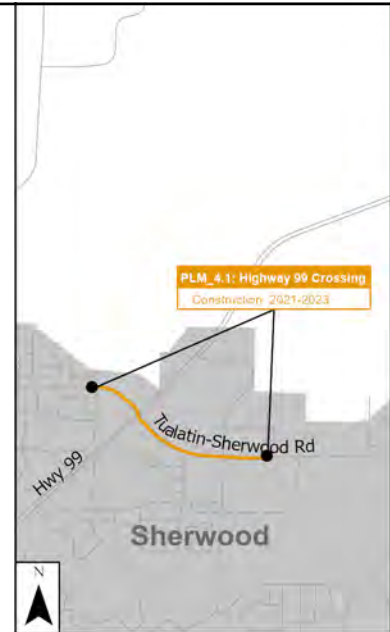 PLM_4.1: Highway 99 Crossing
Construction 2021-2023
Tualatin-Sherwood Rd
Hwy 99
Sherwood
N